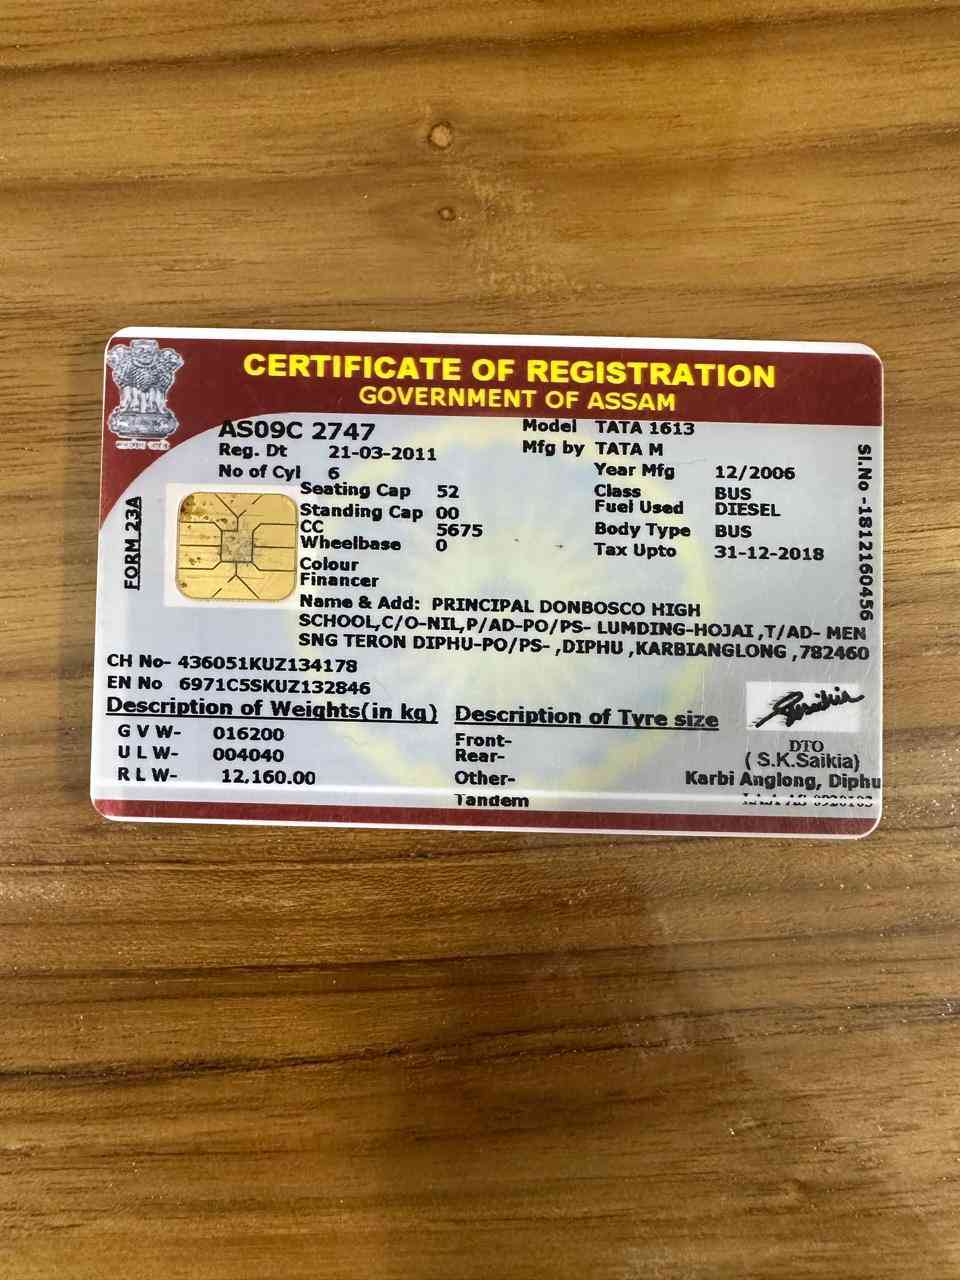 CERTIFICATE OF REGISTRATION
GOVERNMENT OF ASSAM
AS09C 2747
Model TATA 1613
Reg. Dt 21-03-2011
Mfg by TATA M
No of Cyl 6
Year Mfg 12/2006
Seating Cap 52
Class BUS
Standing Cap 00
Fuel Used DIESEL
CC 5675
Body Type BUS
Wheelbase 0
Tax Upto 31-12-2018
Colour
Financer
FORM 23A
Sl.No -1812160456
Name & Add: PRINCIPAL DONBOSCO HIGH
SCHOOL,C/O-NIL,P/AD-PO/PS- LUMDING-HOJAI ,T/AD- MEN
SNG TERON DIPHU-PO/PS- ,DIPHU ,KARBIANGLONG ,782460
CH No- 436051KUZ134178
EN No 6971C5SKUZ132846
Description of Weights(in kg)
G V W- 016200
U L W- 004040
R L W- 12,160.00
Description of Tyre size
Front-
Rear-
Other-
Tandem
DTO
( S.K.Saikia)
Karbi Anglong, Diphu